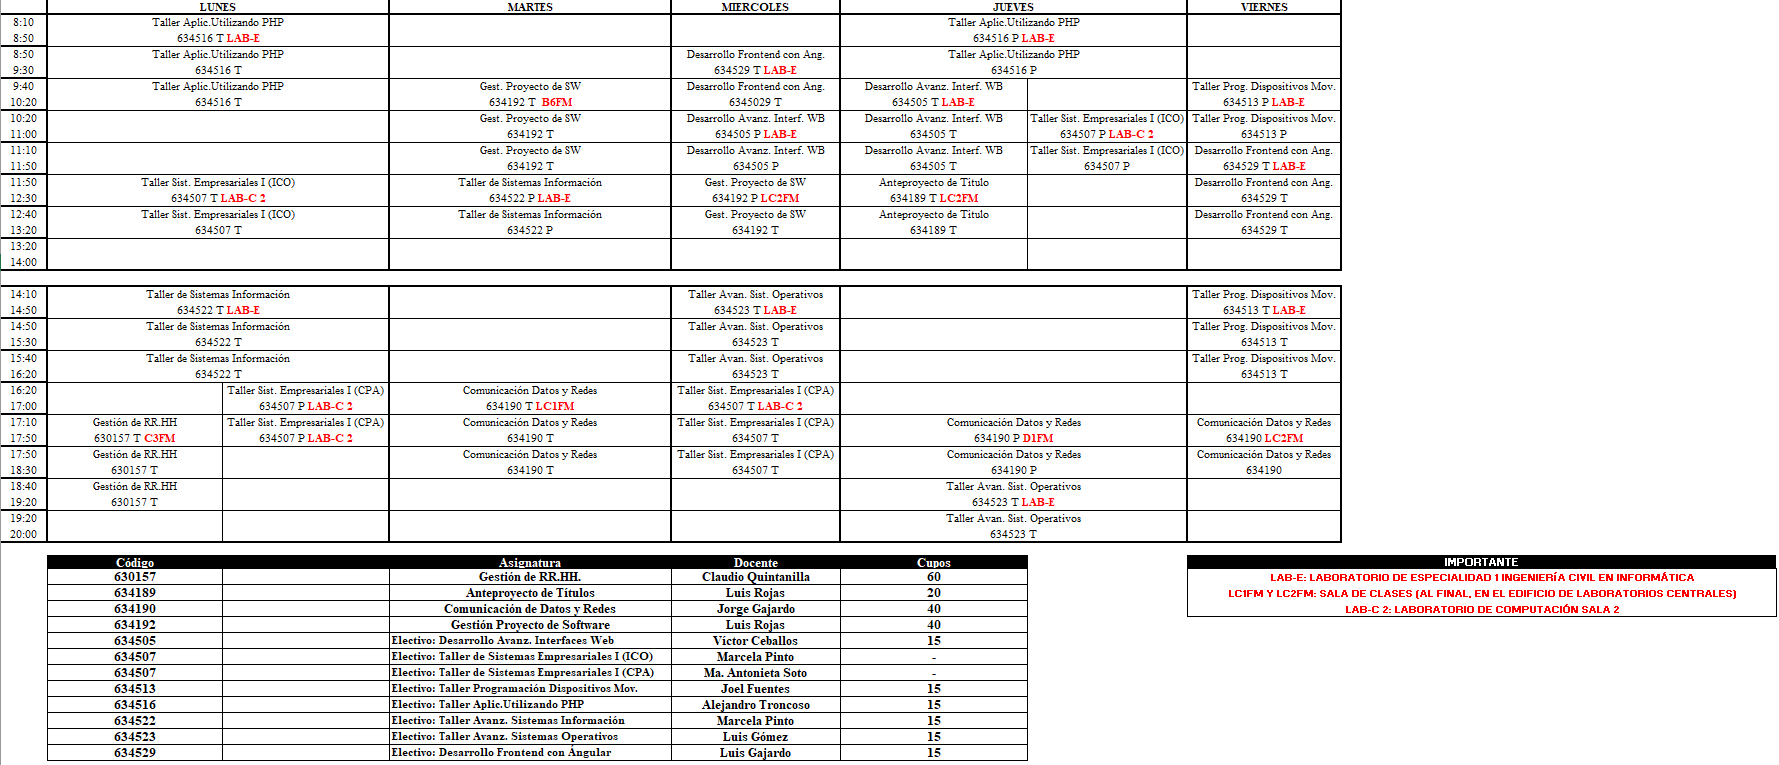 LUNES MARTES MIERCOLES JUEVES VIERNES
8:10 Taller Aplic.Utilizando PHP Taller Aplic.Utilizando PHP
8:50 634516 T LAB-E 634516 P LAB-E
8:50 Taller Aplic.Utilizando PHP Desarrollo Frontend con Ang. Taller Aplic.Utilizando PHP
9:30 634516 T 634529 T LAB-E 634516 P
9:40 Taller Aplic.Utilizando PHP Gest. Proyecto de SW Desarrollo Frontend con Ang. Desarrollo Avanz. Interf. WB Taller Prog. Dispositivos Mov.
10:20 634516 T 634192 T B6FM 6345029 T 634505 T LAB-E 634513 P LAB-E
10:20 Gest. Proyecto de SW Desarrollo Avanz. Interf. WB Desarrollo Avanz. Interf. WB Taller Sist. Empresariales I (ICO) Taller Prog. Dispositivos Mov.
11:00 634192 T 634505 P LAB-E 634505 T 634507 P LAB-C 2 634513 P
11:10 Gest. Proyecto de SW Desarrollo Avanz. Interf. WB Desarrollo Avanz. Interf. WB Taller Sist. Empresariales I (ICO) Desarrollo Frontend con Ang.
11:50 634192 T 634505 P 634505 T 634507 P 634529 T LAB-E
11:50 Taller Sist. Empresariales I (ICO) Taller de Sistemas Información Gest. Proyecto de SW Anteproyecto de Título Desarrollo Frontend con Ang.
12:30 634507 T LAB-C 2 634522 P LAB-E 634192 P LC2FM 634189 T LC2FM 634529 T
12:40 Taller Sist. Empresariales I (ICO) Taller de Sistemas Información Gest. Proyecto de SW Anteproyecto de Título Desarrollo Frontend con Ang.
13:20 634507 T 634522 P 634192 T 634189 T 634529 T
13:20
14:00
14:10 Taller de Sistemas Información Taller Avan. Sist. Operativos Taller Prog. Dispositivos Mov.
14:50 634522 T LAB-E 634523 T LAB-E 634513 T LAB-E
14:50 Taller de Sistemas Información Taller Avan. Sist. Operativos Taller Prog. Dispositivos Mov.
15:30 634522 T 634523 T 634513 T
15:40 Taller de Sistemas Información Taller Avan. Sist. Operativos Taller Prog. Dispositivos Mov.
16:20 634522 T 634523 T 634513 T
16:20 Taller Sist. Empresariales I (CPA) Comunicación Datos y Redes Taller Sist. Empresariales I (CPA)
17:00 634507 P LAB-C 2 634190 T LC1FM 634507 T LAB-C 2
17:10 Gestión de RR.HH Taller Sist. Empresariales I (CPA) Comunicación Datos y Redes Taller Sist. Empresariales I (CPA) Comunicación Datos y Redes Comunicación Datos y Redes
17:50 630157 T C3FM 634507 P LAB-C 2 634190 T 634507 T 634190 P D1FM 634190 LC2FM
17:50 Gestión de RR.HH Comunicación Datos y Redes Taller Sist. Empresariales I (CPA) Comunicación Datos y Redes Comunicación Datos y Redes
18:30 630157 T 634190 T 634507 T 634190 P 634190
18:40 Gestión de RR.HH Taller Avan. Sist. Operativos
19:20 630157 T 634523 T LAB-E
19:20 Taller Avan. Sist. Operativos
20:00 634523 T
Código Asignatura Docente Cupos
630157 Gestión de RR.HH. Claudio Quintanilla 60
634189 Anteproyecto de Títulos Luis Rojas 20
634190 Comunicación de Datos y Redes Jorge Gajardo 40
634192 Gestión Proyecto de Software Luis Rojas 40
634505 Electivo: Desarrollo Avanz. Interfaces Web Víctor Ceballos 15
634507 Electivo: Taller de Sistemas Empresariales I (ICO) Marcela Pinto -
634507 Electivo: Taller de Sistemas Empresariales I (CPA) Ma. Antonieta Soto -
634513 Electivo: Taller Programación Dispositivos Mov. Joel Fuentes 15
634516 Electivo: Taller Aplic.Utilizando PHP Alejandro Troncoso 15
634522 Electivo: Taller Avanz. Sistemas Información Marcela Pinto 15
634523 Electivo: Taller Avanz. Sistemas Operativos Luis Gómez 15
634529 Electivo: Desarrollo Frontend con Ángular Luis Gajardo 15
IMPORTANTE
LAB-E: LABORATORIO DE ESPECIALIDAD 1 INGENIERÍA CIVIL EN INFORMÁTICA
LC1FM Y LC2FM: SALA DE CLASES (AL FINAL, EN EL EDIFICIO DE LABORATORIOS CENTRALES)
LAB-C 2: LABORATORIO DE COMPUTACIÓN SALA 2